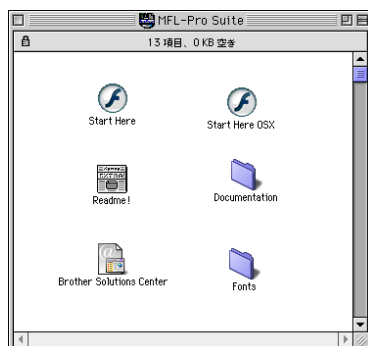 MFL-Pro Suite
13 項目、0 KB 空き
Start Here
Start Here OSX
Readme!
Documentation
Brother Solutions Center
Fonts